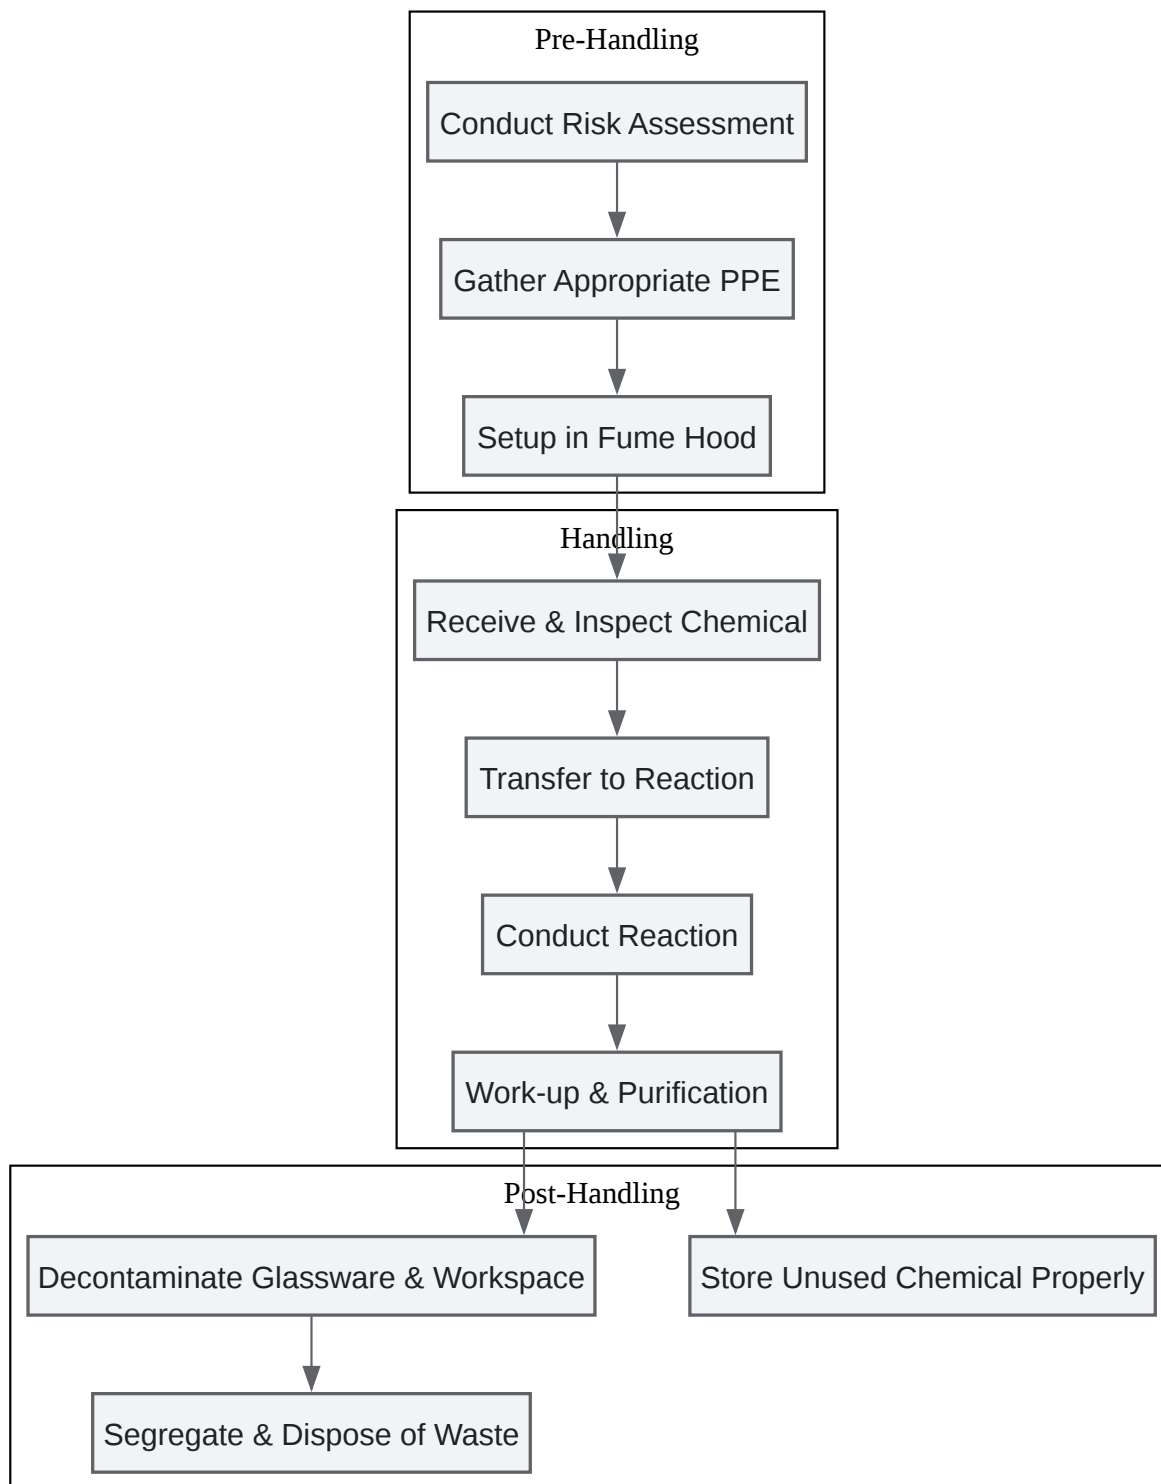 Pre-Handling
Conduct Risk Assessment
Gather Appropriate PPE
Setup in Fume Hood
Handling
Receive & Inspect Chemical
Transfer to Reaction
Conduct Reaction
Work-up & Purification
Post-Handling
Decontaminate Glassware & Workspace
Store Unused Chemical Properly
Segregate & Dispose of Waste